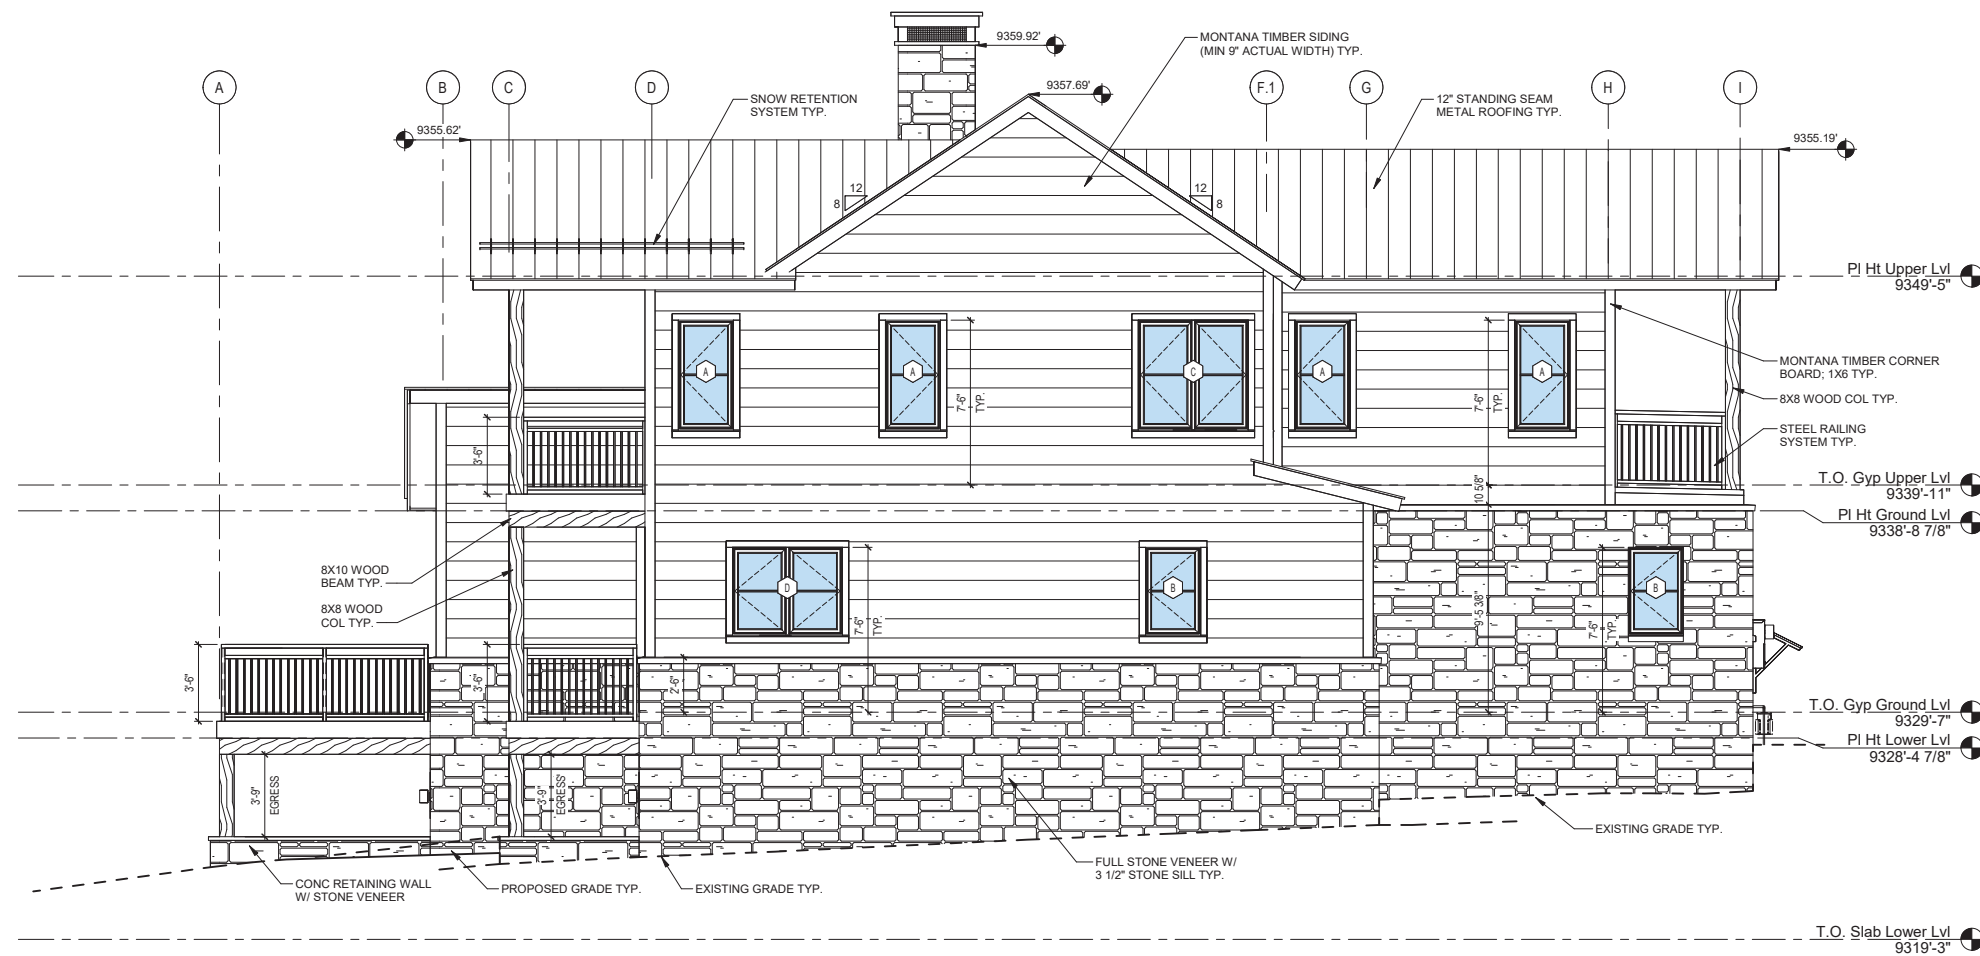 9359.92'
MONTANA TIMBER SIDING
(MIN 9" ACTUAL WIDTH) TYP.
A
B
C
D
SNOW RETENTION
SYSTEM TYP.
9357.69'
F.1
G
12" STANDING SEAM
METAL ROOFING TYP.
H
I
9355.62'
9355.19'
12
8
12
8
Pl Ht Upper Lvl
9349'-5"
A
A
C
A
A
7'-6"
TYP.
7'-6"
TYP.
MONTANA TIMBER CORNER
BOARD; 1X6 TYP.
8X8 WOOD COL TYP.
STEEL RAILING
SYSTEM TYP.
3'-6"
10 5/8"
T.O. Gyp Upper Lvl
9339'-11"
Pl Ht Ground Lvl
9338'-8 7/8"
8X10 WOOD
BEAM TYP.
8X8 WOOD
COL TYP.
D
B
B
7'-6"
TYP.
9'-5 3/8"
7'-6"
TYP.
3'-6"
3'-6"
2'-6"
T.O. Gyp Ground Lvl
9329'-7"
Pl Ht Lower Lvl
9328'-4 7/8"
3'-9"
EGRESS
3'-9"
EGRESS
EXISTING GRADE TYP.
CONC RETAINING WALL
W/ STONE VENEER
PROPOSED GRADE TYP.
EXISTING GRADE TYP.
FULL STONE VENEER W/
3 1/2" STONE SILL TYP.
T.O. Slab Lower Lvl
9319'-3"